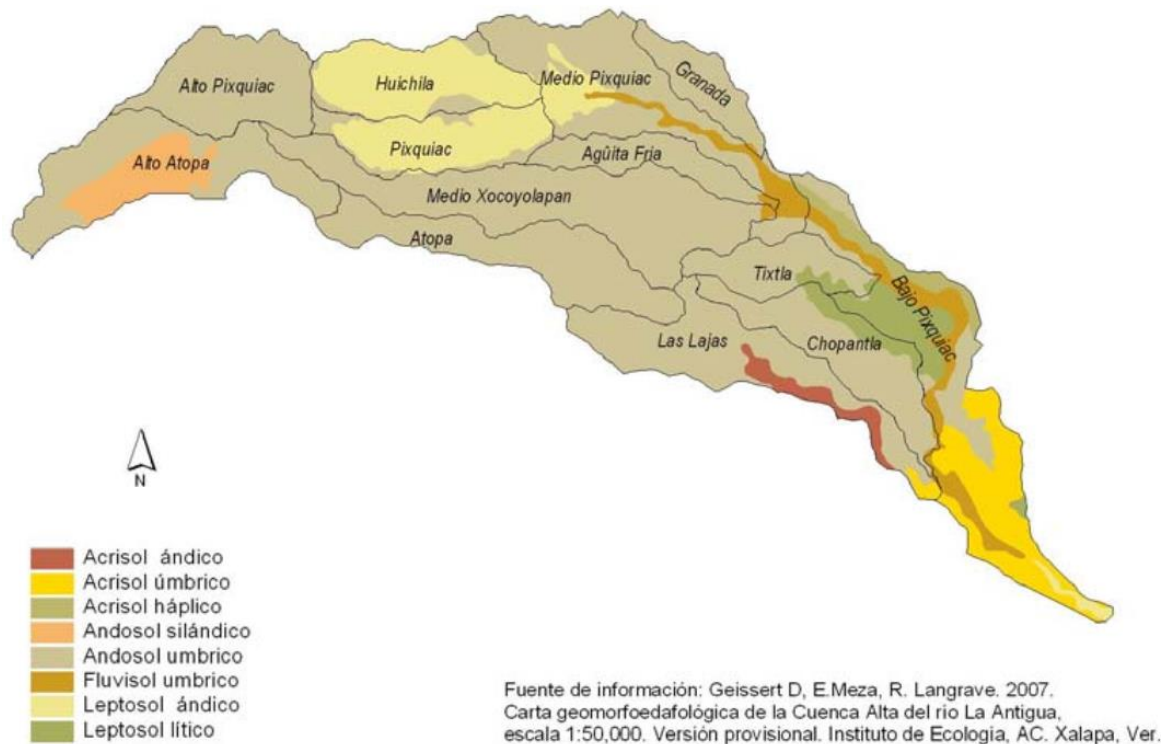 Alto Pixquiac
Huichila
Medio Pixquiac
Granada
Alto Atopa
Pixquiac
Agûita Fria
Medio Xocoyolapan
Atopa
Tixtla
Bajo Pixquiac
Las Lajas
Chopantla
N
Acrisol ándico
Acrisol úmbrico
Acrisol háplico
Andosol silándico
Andosol umbrico
Fluvisol umbrico
Leptosol ándico
Leptosol lítico
Fuente de información: Geissert D, E.Meza, R. Langrave. 2007.
Carta geomorfoedafológica de la Cuenca Alta del rio La Antigua,
escala 1:50,000. Versión provisional. Instituto de Ecología, AC. Xalapa, Ver.